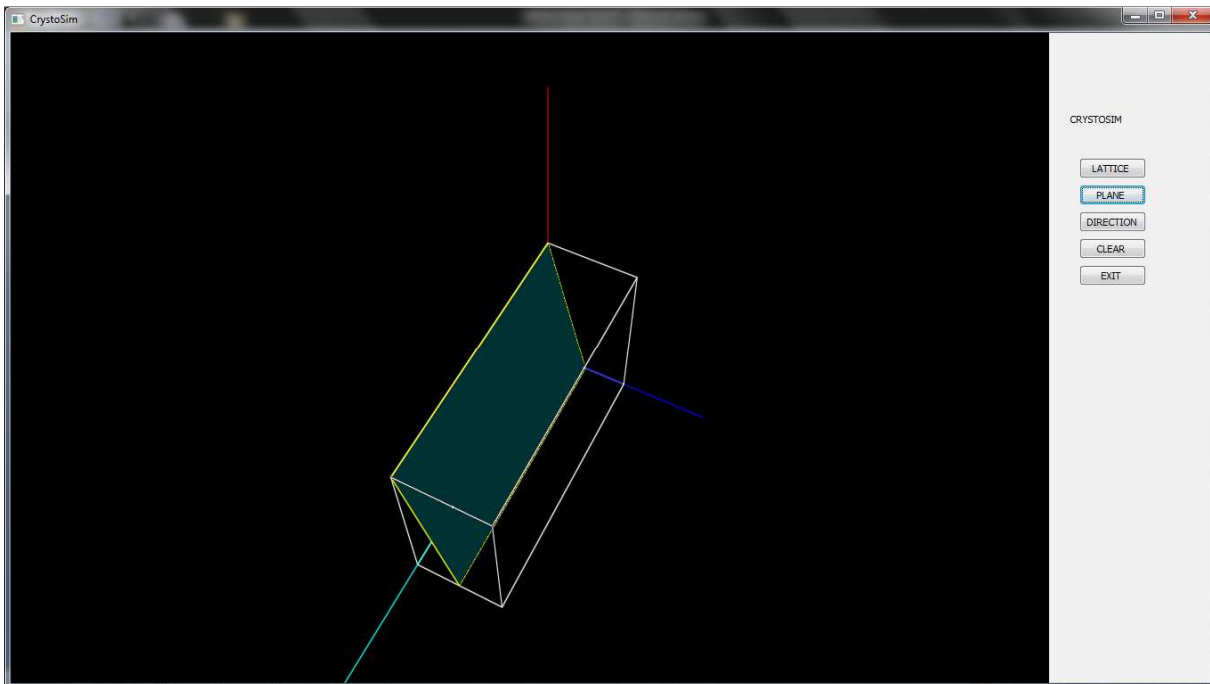 CrystoSim
CRYSTOSIM
LATTICE
PLANE
DIRECTION
CLEAR
EXIT